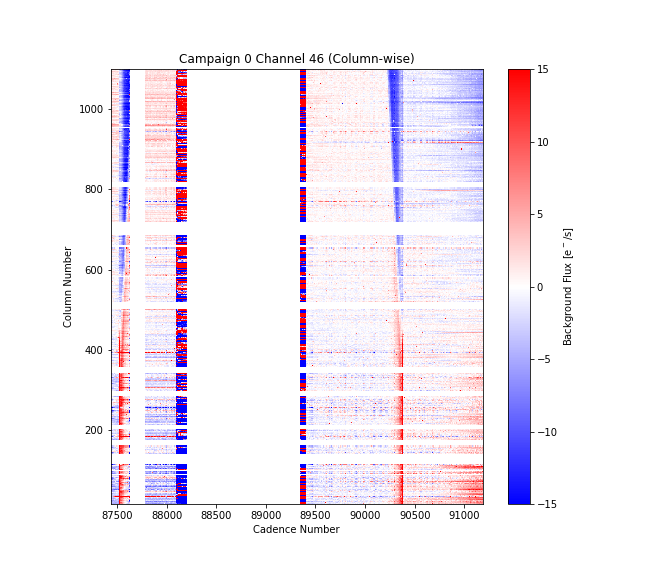 Campaign 0 Channel 46 (Column-wise)
1000
800
600
400
200
Column Number
87500 88000 88500 89000 89500 90000 90500 91000
Cadence Number
15
10
5
0
−5
−10
−15
Background Flux [e⁻/s]